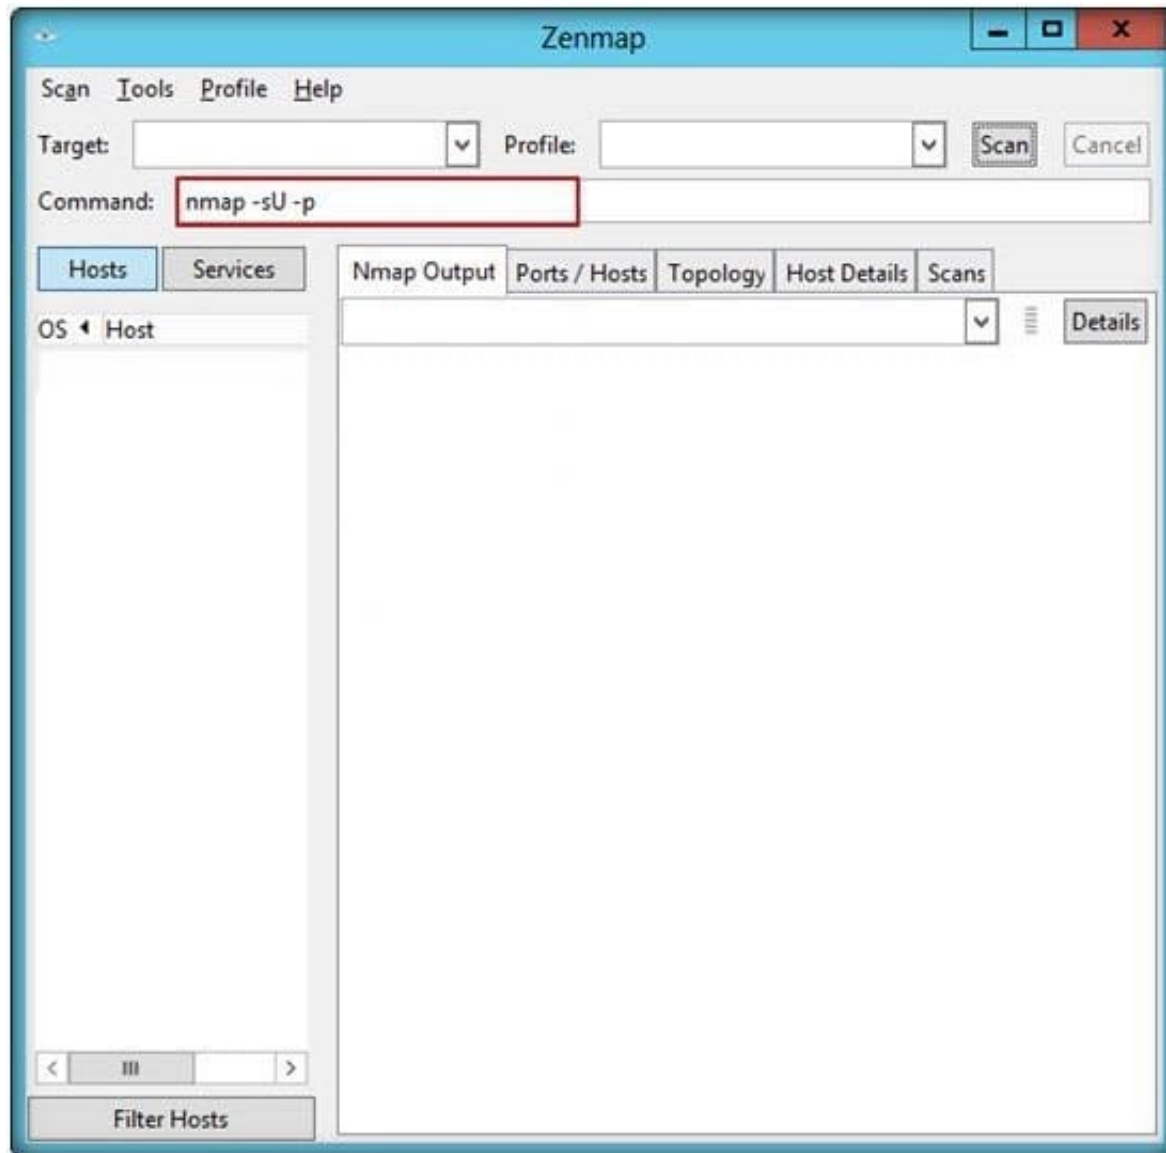 Zenmap
Scan Tools Profile Help
Target: Profile: Scan Cancel
Command: nmap -sU -p
Hosts Services Nmap Output Ports / Hosts Topology Host Details Scans
OS Host Details
Filter Hosts